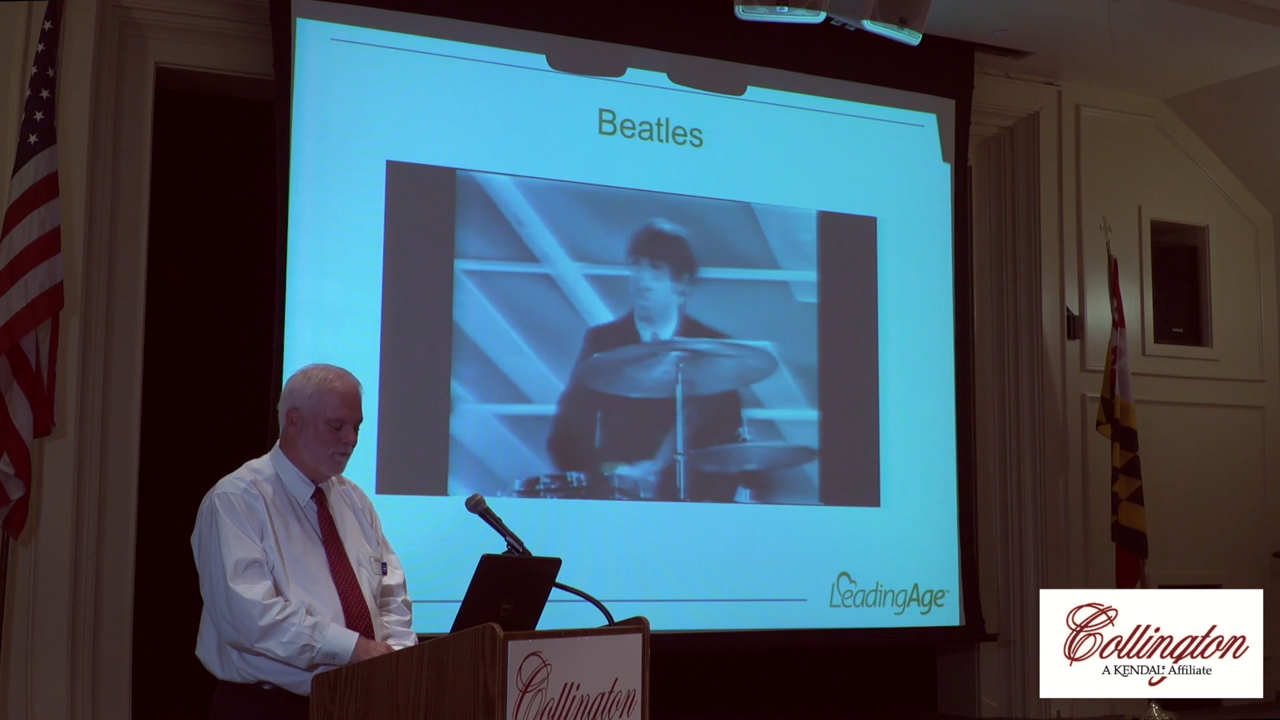 Beatles
LeadingAge
Collington
Collington
A KENDAL Affiliate